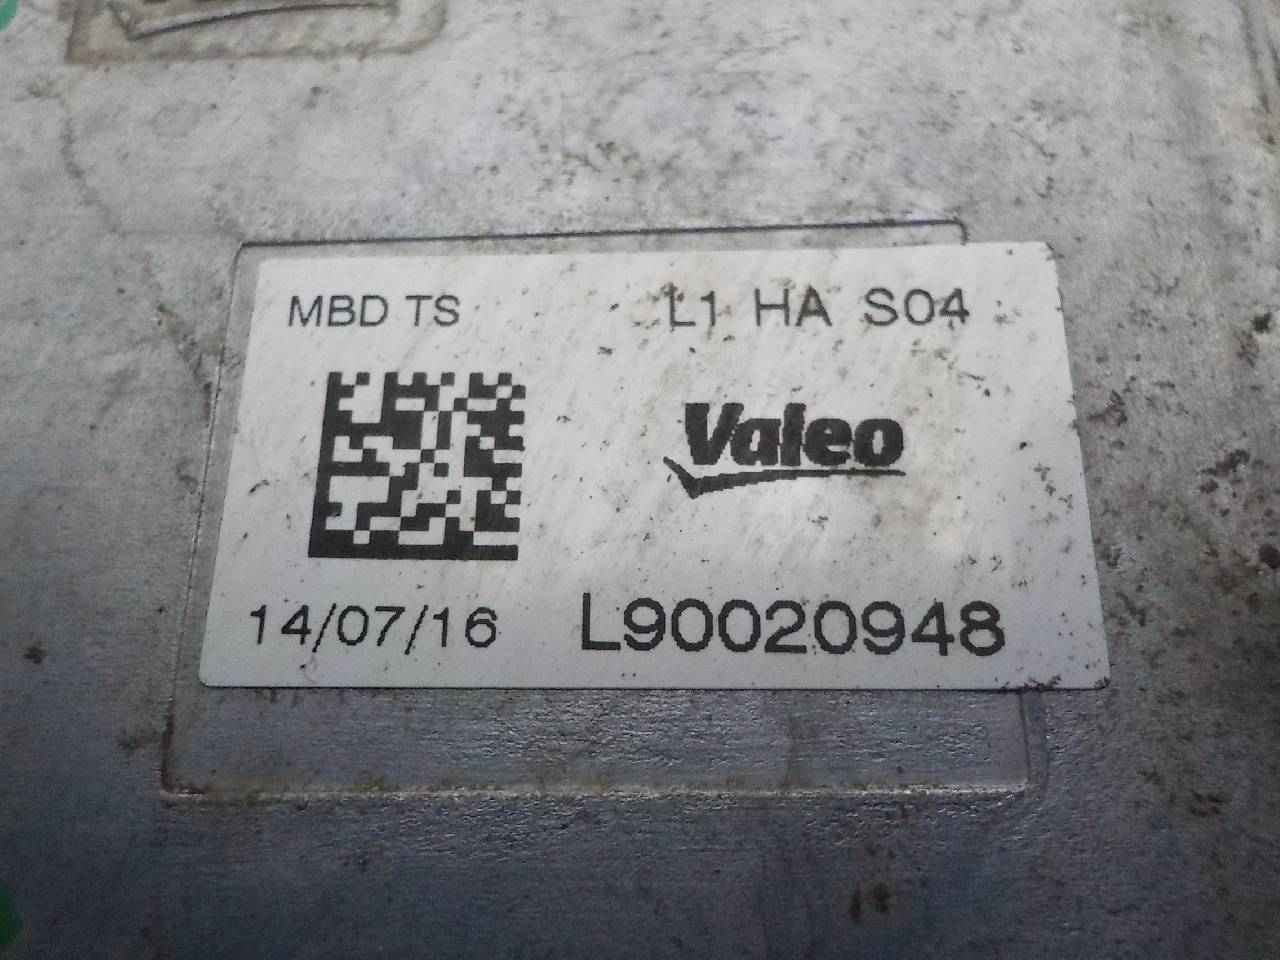 MBD TS L1 HA S04
Valeo
14/07/16 L90020948